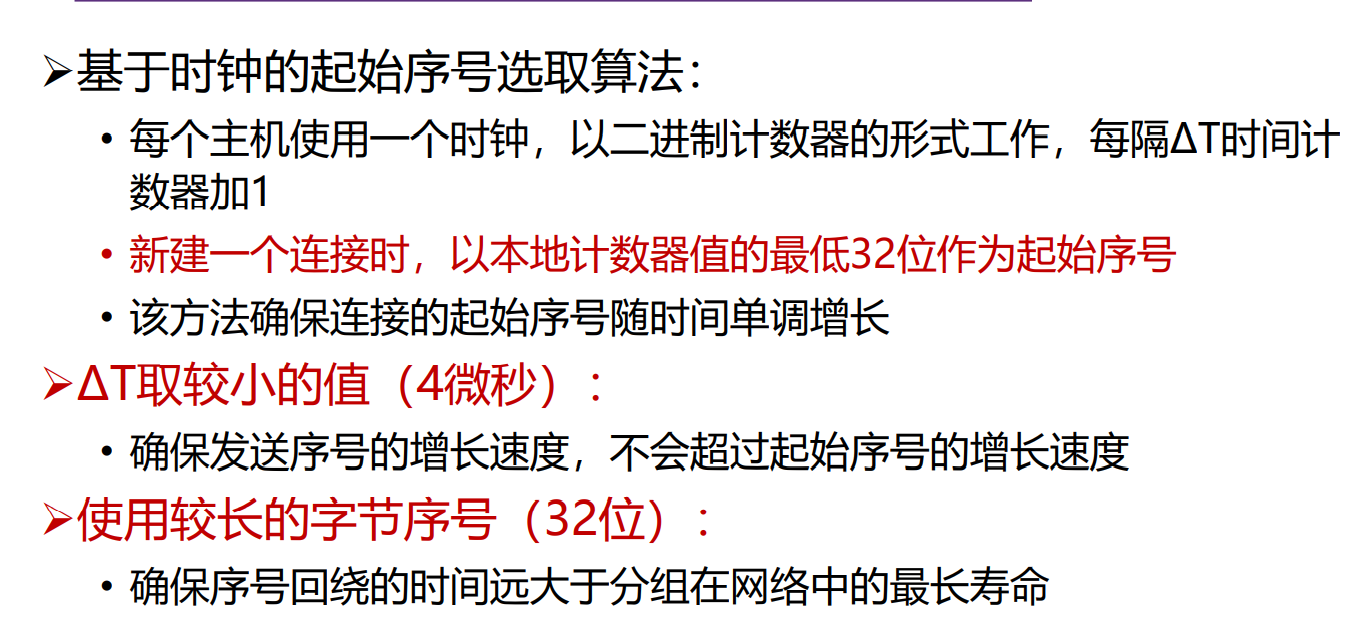 ➢基于时钟的起始序号选取算法：
• 每个主机使用一个时钟，以二进制计数器的形式工作，每隔ΔT时间计
数器加1
• 新建一个连接时，以本地计数器值的最低32位作为起始序号
• 该方法确保连接的起始序号随时间单调增长
➢ΔT取较小的值（4微秒）：
• 确保发送序号的增长速度，不会超过起始序号的增长速度
➢使用较长的字节序号（32位）：
• 确保序号回绕的时间远大于分组在网络中的最长寿命